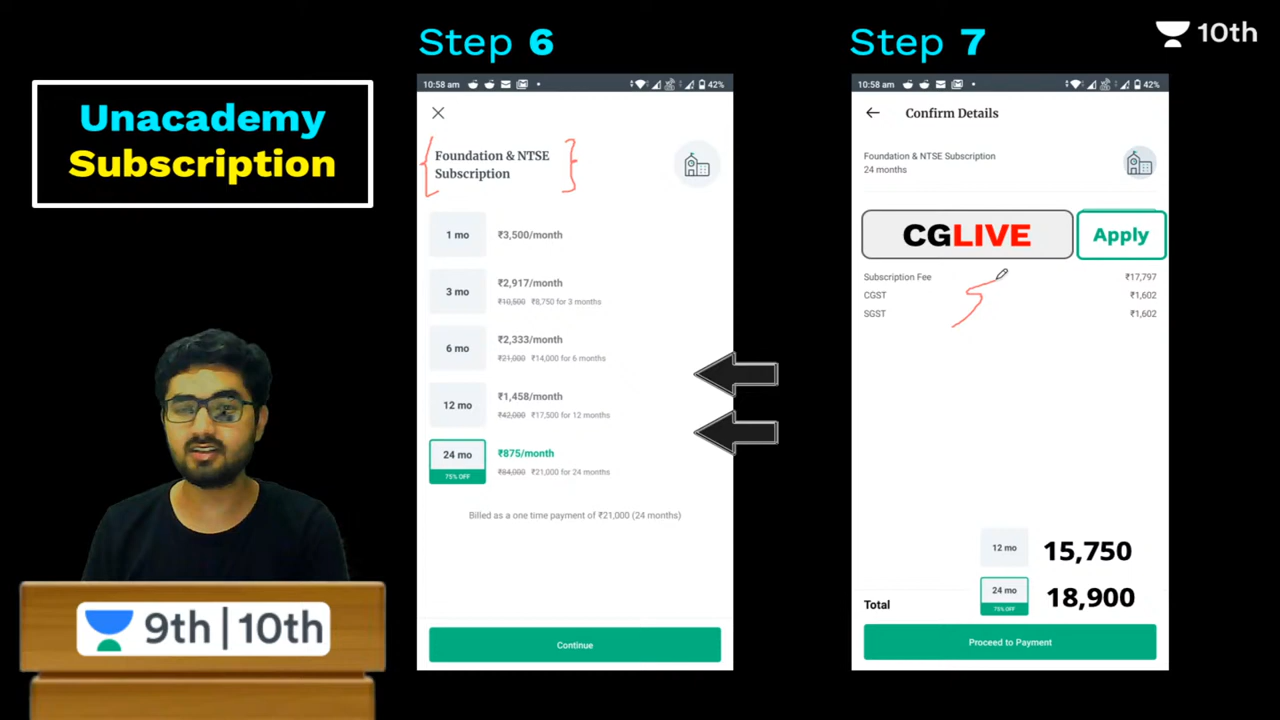 Step 6
Step 7
10th
Unacademy
Subscription
10:58 am
42%
Foundation & NTSE
Subscription
1 mo
₹3,500/month
3 mo
₹2,917/month
₹10,500 ₹8,750 for 3 months
6 mo
₹2,333/month
₹21,000 ₹14,000 for 6 months
12 mo
₹1,458/month
₹42,000 ₹17,500 for 12 months
24 mo
75% OFF
₹875/month
₹84,000 ₹21,000 for 24 months
Billed as a one time payment of ₹21,000 (24 months)
Continue
10:58 am
42%
Confirm Details
Foundation & NTSE Subscription
24 months
CGLIVE
Apply
Subscription Fee ₹17,797
CGST ₹1,602
SGST ₹1,602
12 mo 15,750
24 mo 18,900
75% OFF
Total
Proceed to Payment
9th|10th